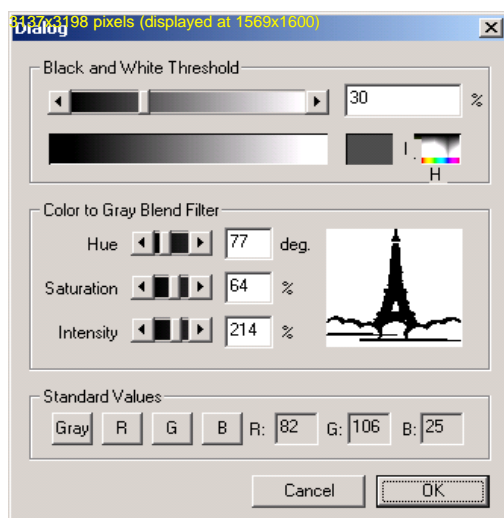 3137x3198 pixels (displayed at 1569x1600)
Dialog
Black and White Threshold
30 %
I
H
Color to Gray Blend Filter
Hue 77 deg.
Saturation 64 %
Intensity 214 %
Standard Values
Gray R G B R: 82 G: 106 B: 25
Cancel OK